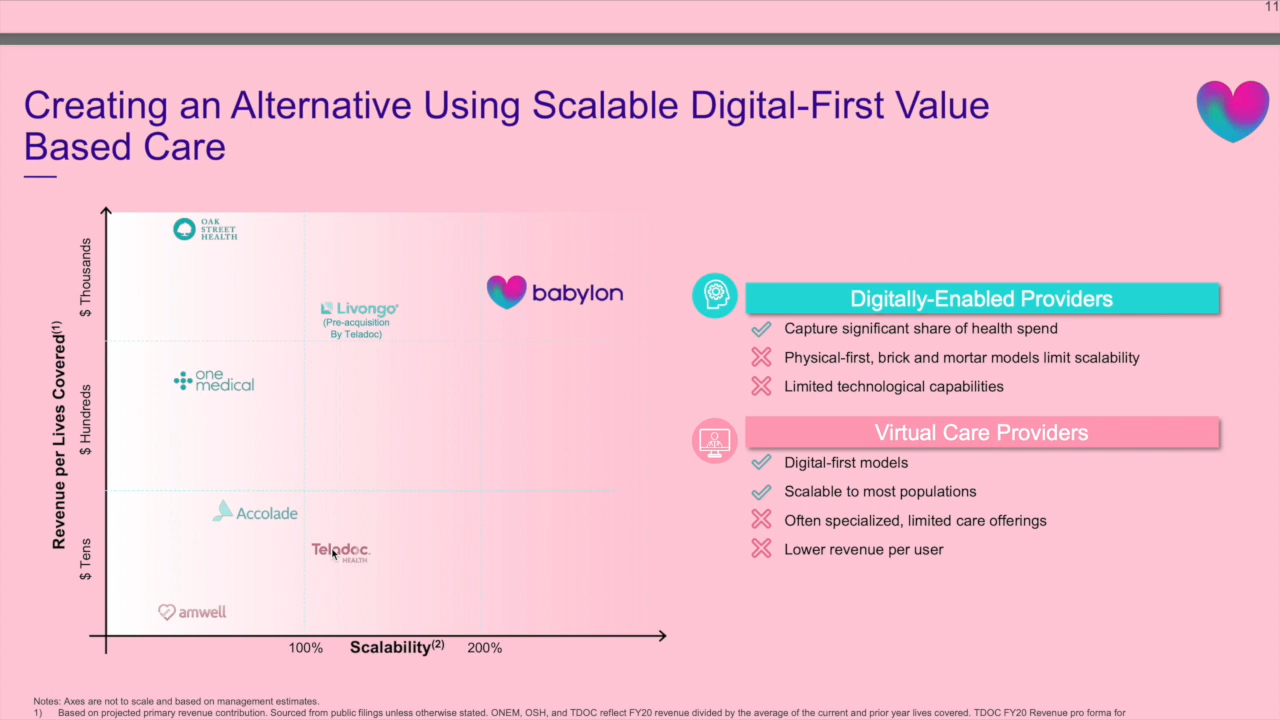 11
Creating an Alternative Using Scalable Digital-First Value
Based Care
Revenue per Lives Covered(1)
$ Thousands
$ Hundreds
$ Tens
OAK
STREET
HEALTH
babylon
Livongo
(Pre-acquisition
By Teladoc)
one
medical
Accolade
Teladoc
HEALTH
amwell
100%
Scalability(2)
200%
Digitally-Enabled Providers
Capture significant share of health spend
Physical-first, brick and mortar models limit scalability
Limited technological capabilities
Virtual Care Providers
Digital-first models
Scalable to most populations
Often specialized, limited care offerings
Lower revenue per user
Notes: Axes are not to scale and based on management estimates.
1) Based on projected primary revenue contribution. Sourced from public filings unless otherwise stated. ONEM, OSH, and TDOC reflect FY20 revenue divided by the average of the current and prior year lives covered. TDOC FY20 Revenue pro forma for